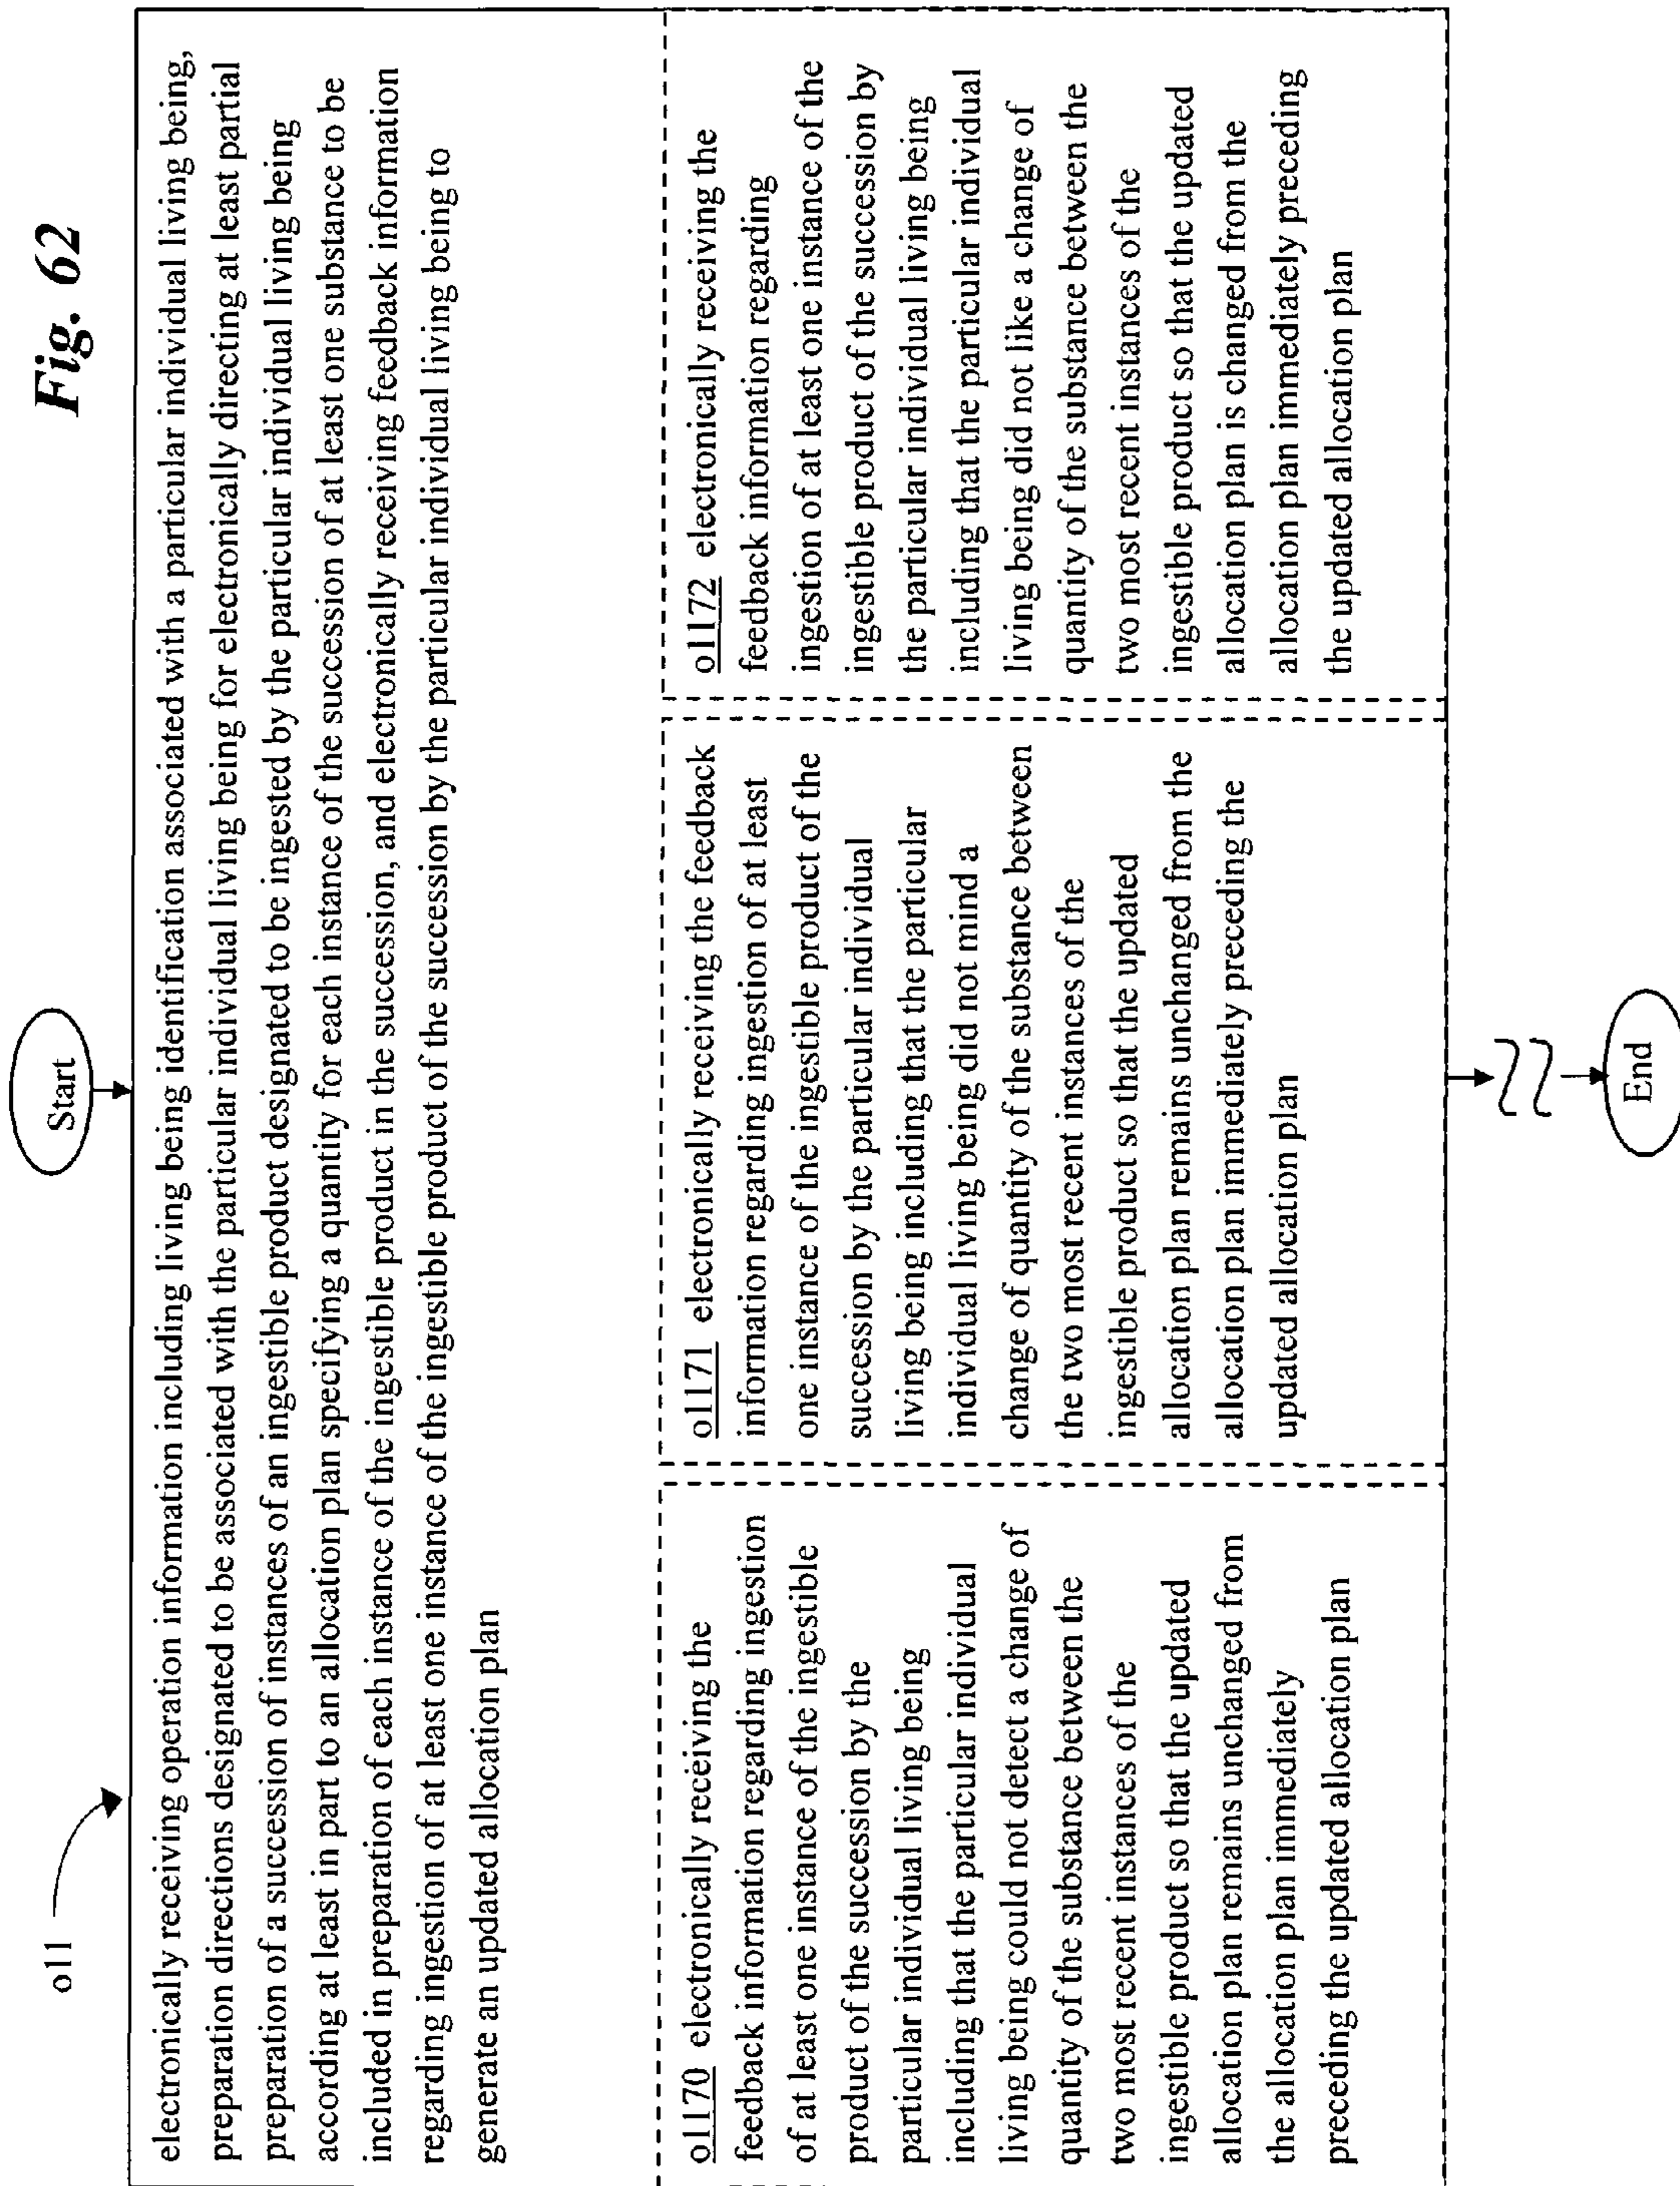 Fig. 62
Start
o11
electronically receiving operation information including living being identification associated with a particular individual living being,
preparation directions designated to be associated with the particular individual living being for electronically directing at least partial
preparation of a succession of instances of an ingestible product designated to be ingested by the particular individual living being
according at least in part to an allocation plan specifying a quantity for each instance of the succession of at least one substance to be
included in preparation of each instance of the ingestible product in the succession, and electronically receiving feedback information
regarding ingestion of at least one instance of the ingestible product of the succession by the particular individual living being to
generate an updated allocation plan
o1170 electronically receiving the
feedback information regarding ingestion
of at least one instance of the ingestible
product of the succession by the
particular individual living being
including that the particular individual
living being could not detect a change of
quantity of the substance between the
two most recent instances of the
ingestible product so that the updated
allocation plan remains unchanged from
the allocation plan immediately
preceding the updated allocation plan
o1171 electronically receiving the feedback
information regarding ingestion of at least
one instance of the ingestible product of the
succession by the particular individual
living being including that the particular
individual living being did not mind a
change of quantity of the substance between
the two most recent instances of the
ingestible product so that the updated
allocation plan remains unchanged from the
allocation plan immediately preceding the
updated allocation plan
o1172 electronically receiving the
feedback information regarding
ingestion of at least one instance of the
ingestible product of the succession by
the particular individual living being
including that the particular individual
living being did not like a change of
quantity of the substance between the
two most recent instances of the
ingestible product so that the updated
allocation plan is changed from the
allocation plan immediately preceding
the updated allocation plan
End